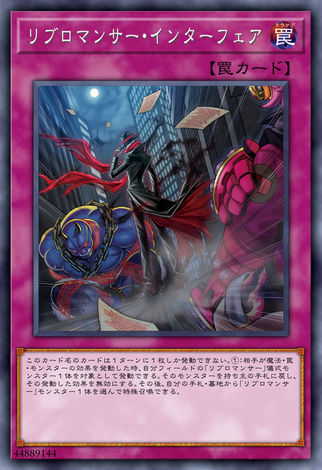 リブロマンサー・インターフェア
トラップ
罠
【罠カード】
このカード名のカードは1ターンに1枚しか発動できない。①:相手が魔法・罠
・モンスターの効果を発動した時、自分フィールドの「リブロマンサー」儀式モ
ンスター1体を対象として発動できる。そのモンスターを持ち主の手札に戻し、
その発動した効果を無効にする。その後、自分の手札・墓地から「リブロマンサ
ー」モンスター1体を選んで特殊召喚できる。
44889144